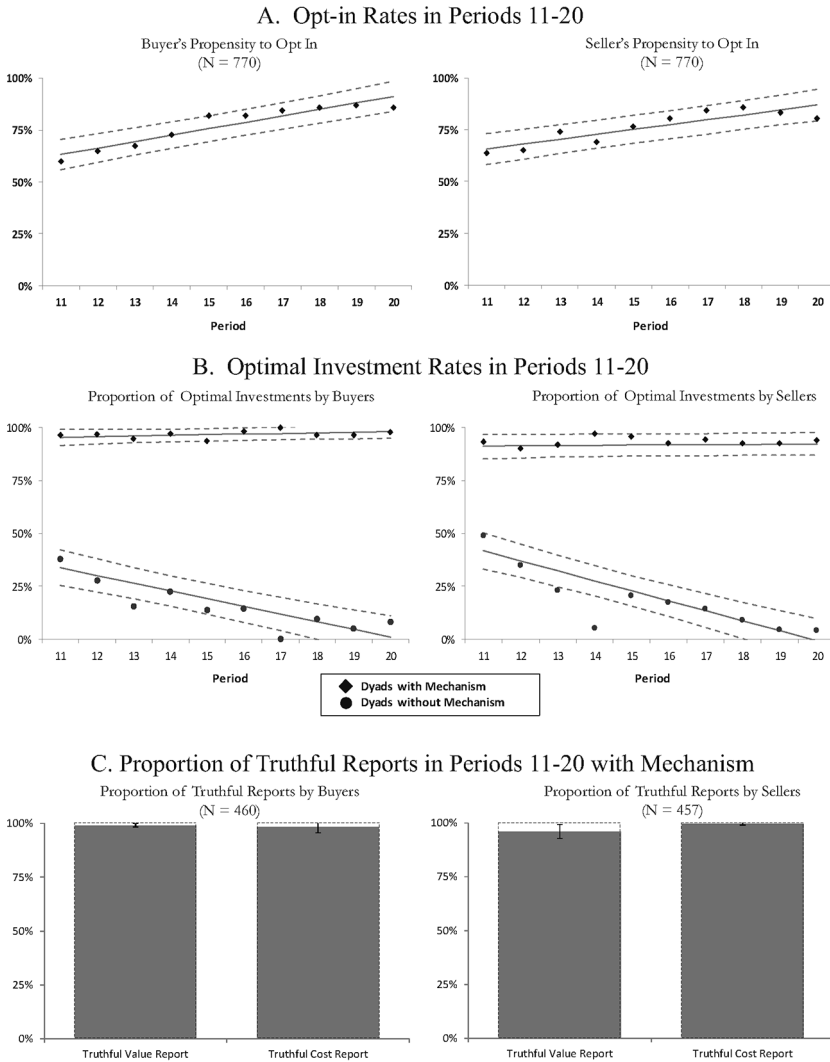 A. Opt-in Rates in Periods 11-20
Buyer's Propensity to Opt In
(N = 770)
100%
75%
50%
25%
0%
11 12 13 14 15 16 17 18 19 20
Period
Seller's Propensity to Opt In
(N = 770)
100%
75%
50%
25%
0%
11 12 13 14 15 16 17 18 19 20
Period
B. Optimal Investment Rates in Periods 11-20
Proportion of Optimal Investments by Buyers
100%
75%
50%
25%
0%
11 12 13 14 15 16 17 18 19 20
Period
Proportion of Optimal Investments by Sellers
100%
75%
50%
25%
0%
11 12 13 14 15 16 17 18 19 20
Period
Dyads with Mechanism
Dyads without Mechanism
C. Proportion of Truthful Reports in Periods 11-20 with Mechanism
Proportion of Truthful Reports by Buyers
(N = 460)
100%
75%
50%
25%
0%
Truthful Value Report Truthful Cost Report
Proportion of Truthful Reports by Sellers
(N = 457)
100%
75%
50%
25%
0%
Truthful Value Report Truthful Cost Report